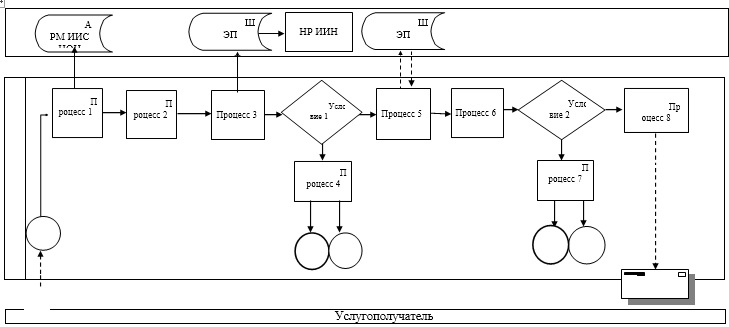 А
РМ ИИС
ЦОН
Ш
ЭП
НР ИИН
Ш
ЭП
П
роцесс 1
П
роцесс 2
Процесс 3
Усло
вие 1
Процесс 5
Процесс 6
Усло
вие 2
Пр
оцесс 8
П
роцесс 4
П
роцесс 7
Услугополучатель